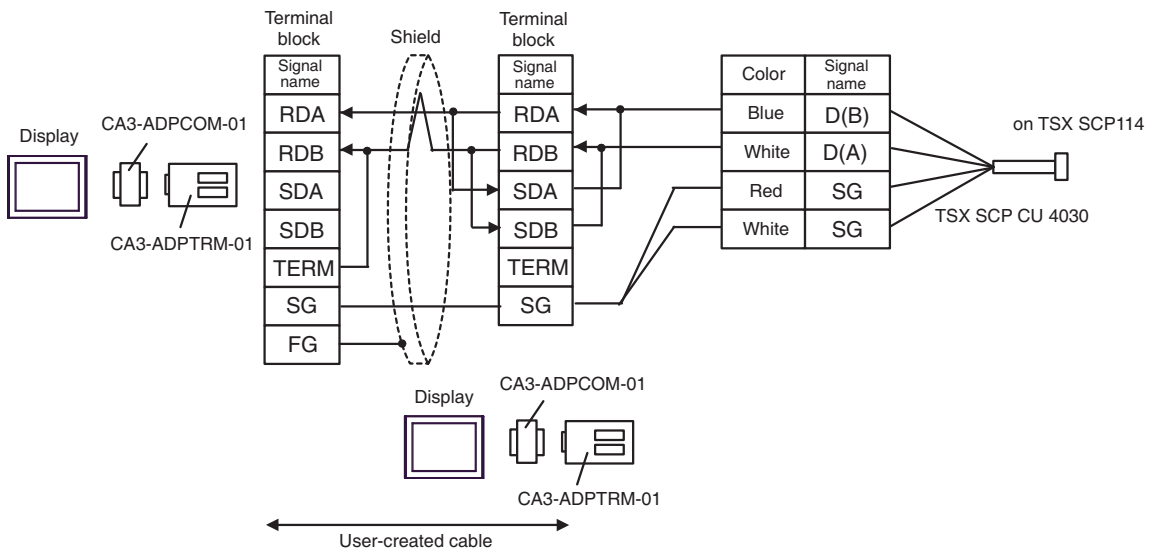 Terminal
block
Shield
Terminal
block
Signal
name
RDA
RDB
SDA
SDB
TERM
SG
FG
Signal
name
RDA
RDB
SDA
SDB
TERM
SG
Color
Signal
name
Blue
D(B)
White
D(A)
Red
SG
White
SG
on TSX SCP114
TSX SCP CU 4030
Display
CA3-ADPCOM-01
CA3-ADPTRM-01
Display
CA3-ADPCOM-01
CA3-ADPTRM-01
User-created cable